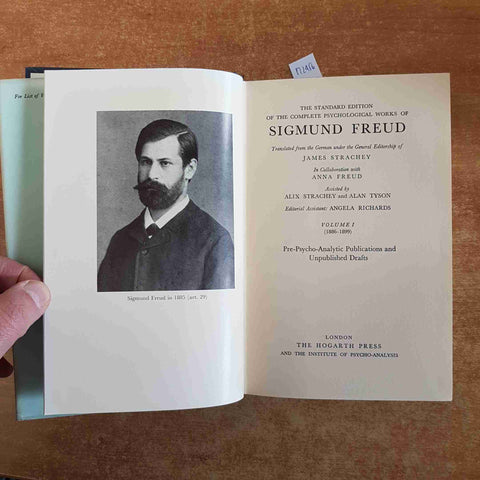 For List of
Sigmund Freud in 1885 (aet. 29)
THE STANDARD EDITION
OF THE COMPLETE PSYCHOLOGICAL WORKS OF
SIGMUND FREUD
Translated from the German under the General Editorship of
JAMES STRACHEY
In Collaboration with
ANNA FREUD
Assisted by
ALIX STRACHEY and ALAN TYSON
Editorial Assistant: ANGELA RICHARDS
VOLUME I
(1886-1899)
Pre-Psycho-Analytic Publications and
Unpublished Drafts
LONDON
THE HOGARTH PRESS
AND THE INSTITUTE OF PSYCHO-ANALYSIS